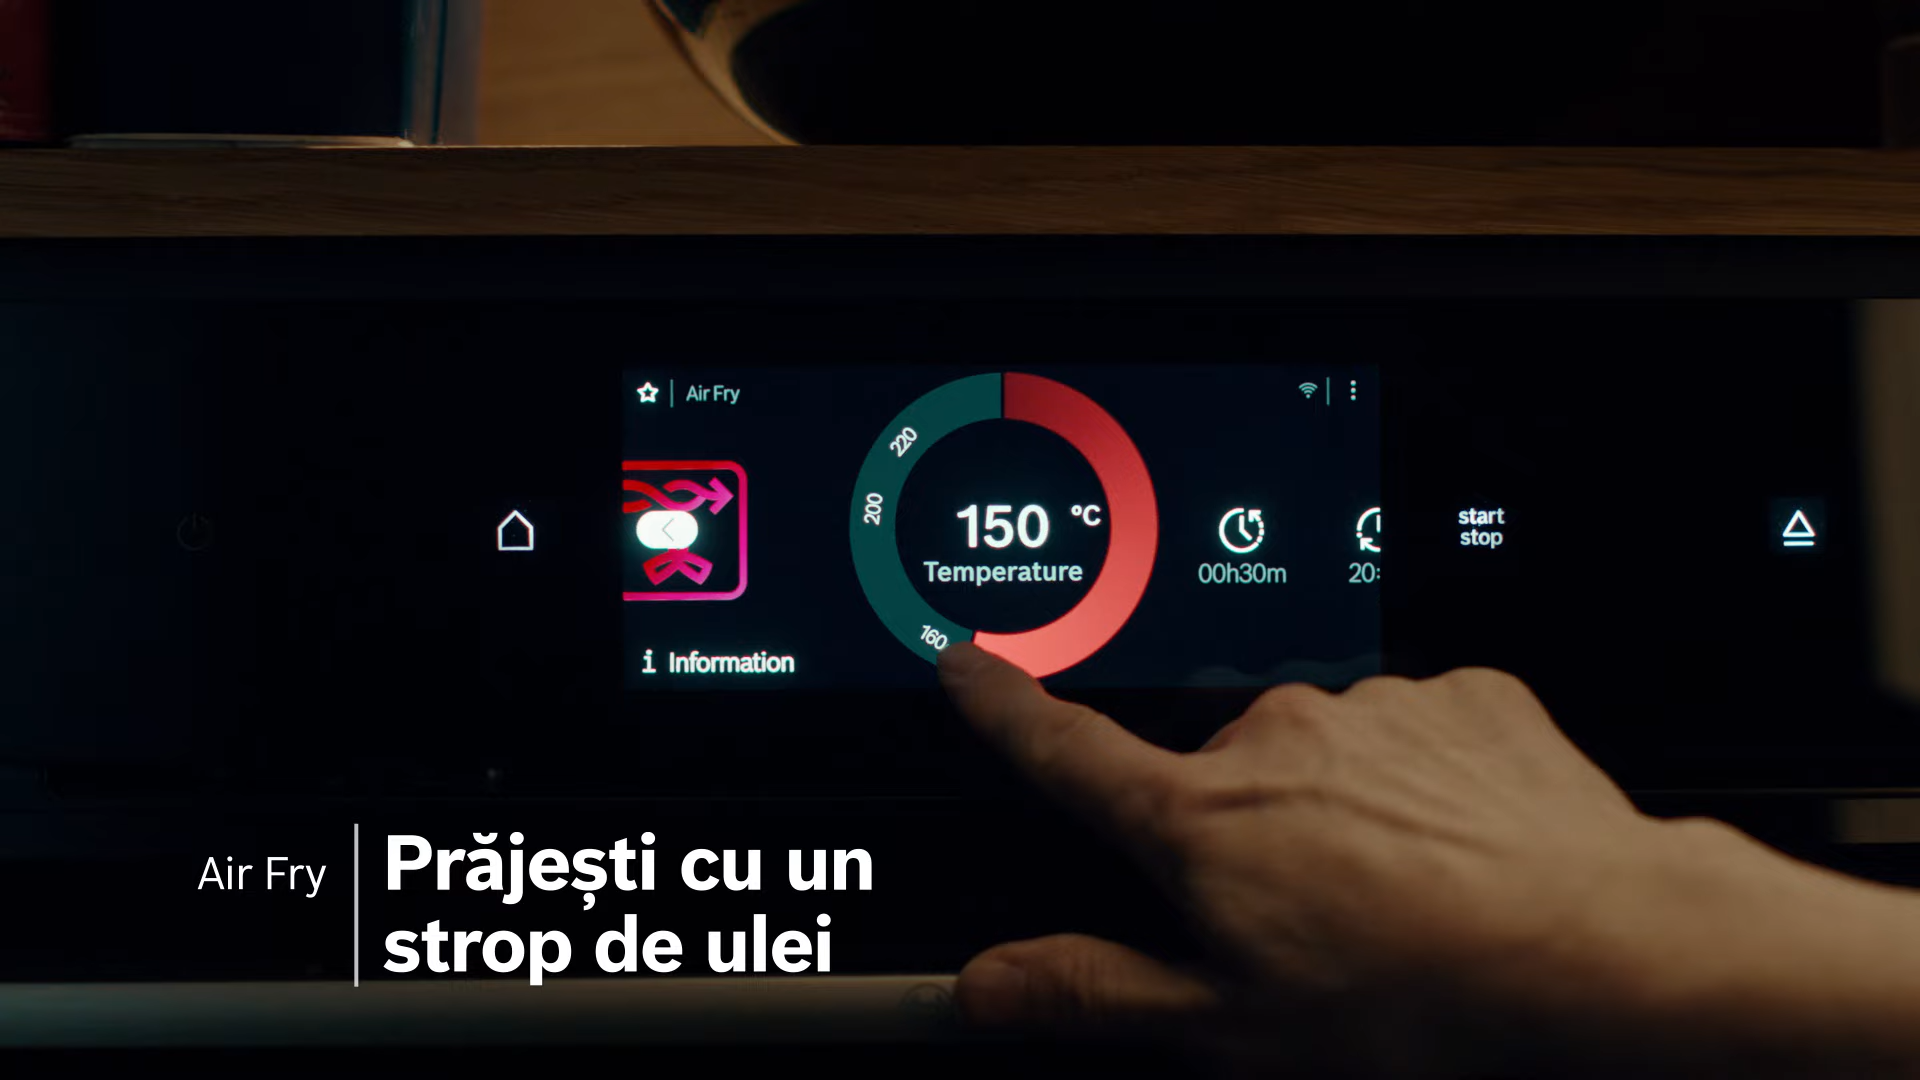 Air Fry
220
200
150 °C
Temperature
160
00h30m
20:
start
stop
i Information
Air Fry
Prăjești cu un
strop de ulei